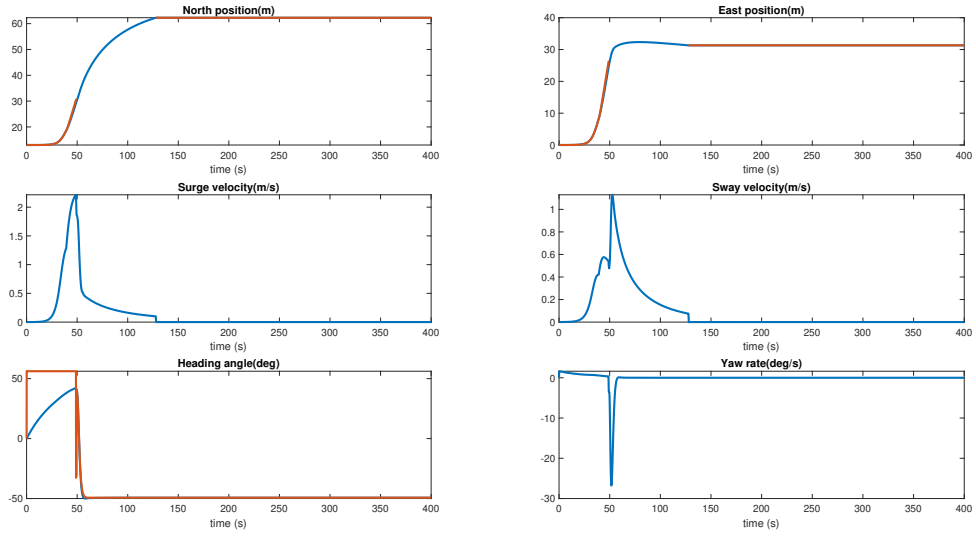 North position(m)
60
50
40
30
20
0 50 100 150 200 250 300 350 400
time (s)
East position(m)
40
30
20
10
0
0 50 100 150 200 250 300 350 400
time (s)
Surge velocity(m/s)
2
1.5
1
0.5
0
0 50 100 150 200 250 300 350 400
time (s)
Sway velocity(m/s)
1
0.8
0.6
0.4
0.2
0
0 50 100 150 200 250 300 350 400
time (s)
Heading angle(deg)
50
0
-50
0 50 100 150 200 250 300 350 400
time (s)
Yaw rate(deg/s)
0
-10
-20
-30
0 50 100 150 200 250 300 350 400
time (s)